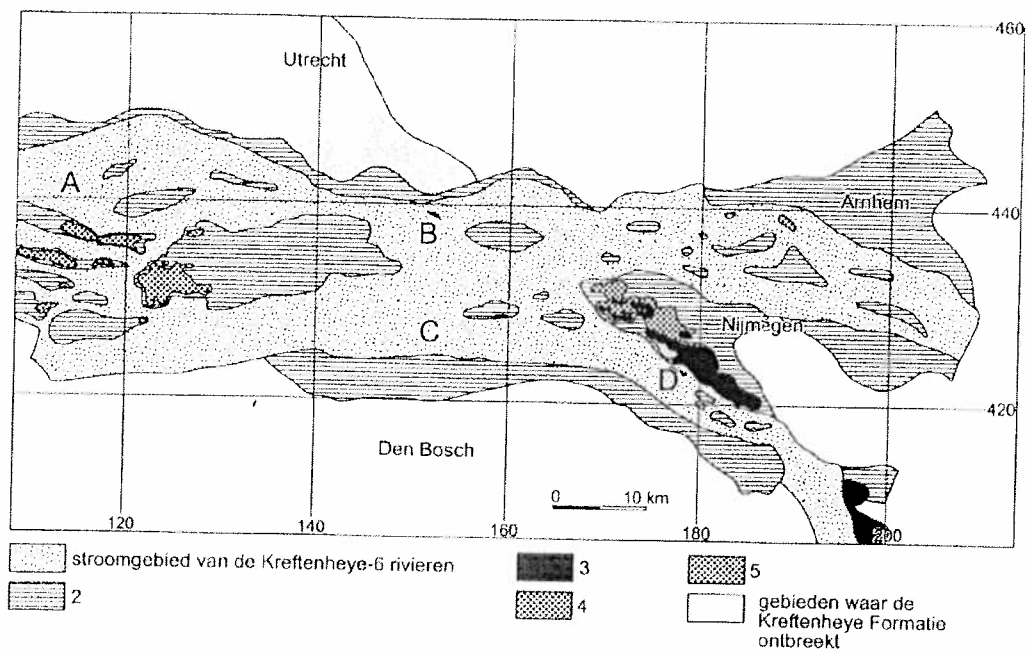 460
Utrecht
A
Arnhem
440
B
Nijmegen
C
D
420
Den Bosch
0 10 km
120
140
160
180
200
stroomgebied van de Kreftenheye-6 rivieren
3
5
2
4
gebieden waar de
Kreftenheye Formatie
ontbreekt